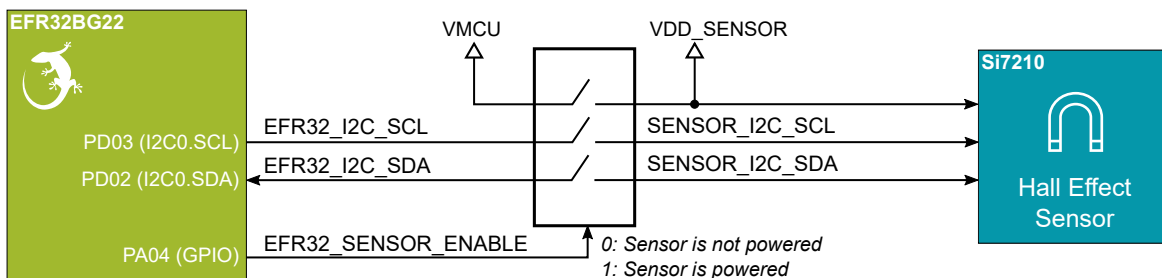 EFR32BG22
VMCU
VDD_SENSOR
Si7210
EFR32_I2C_SCL
SENSOR_I2C_SCL
PD03 (I2C0.SCL)
EFR32_I2C_SDA
SENSOR_I2C_SDA
PD02 (I2C0.SDA)
Hall Effect
Sensor
EFR32_SENSOR_ENABLE
0: Sensor is not powered
PA04 (GPIO)
1: Sensor is powered